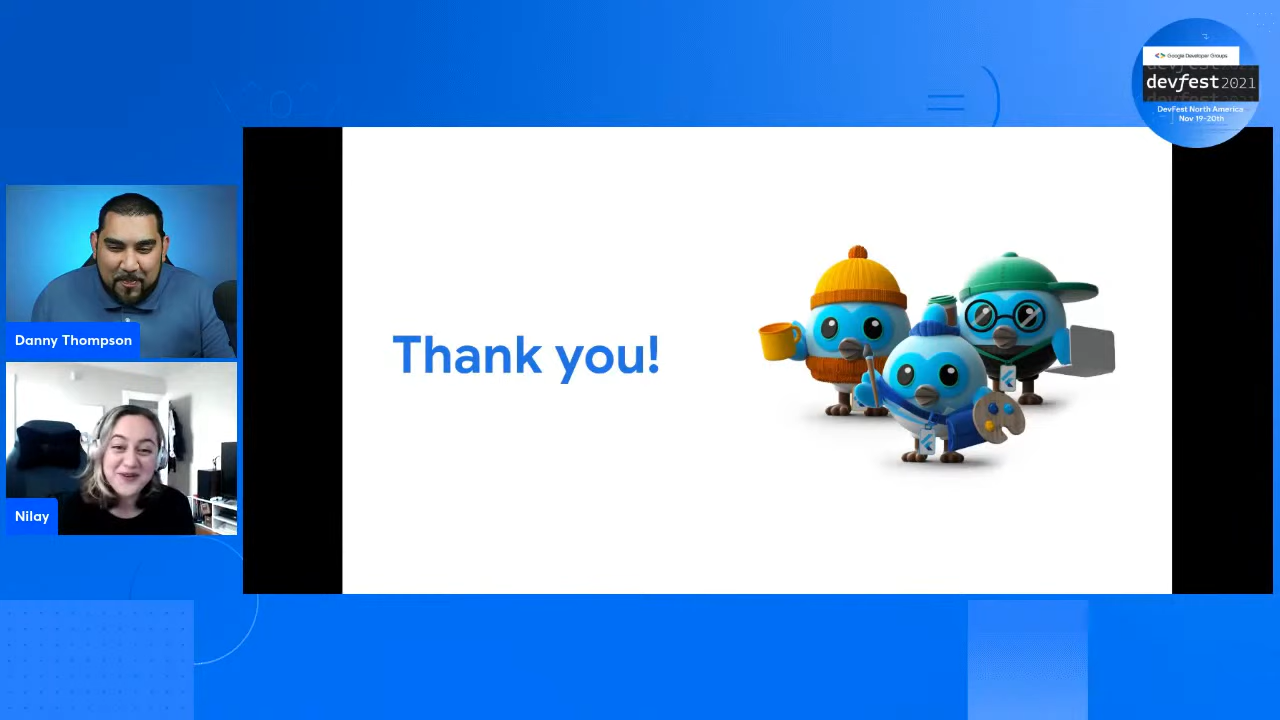 Google Developer Groups
devfest 2021
DevFest North America
Nov 19-20th
Danny Thompson
Thank you!
Nilay